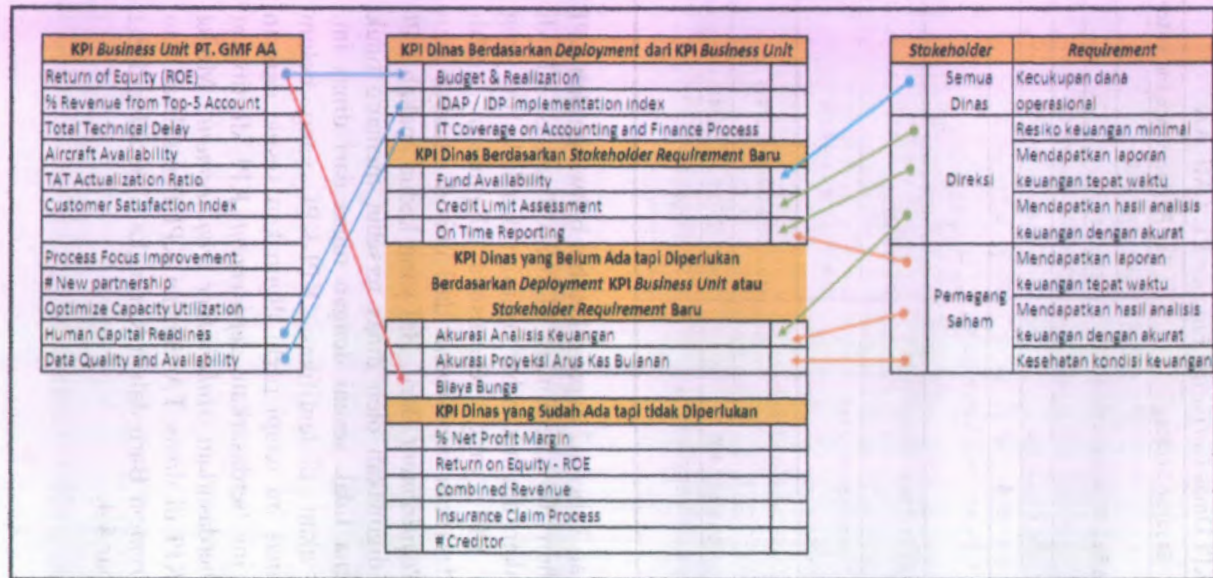 KPI Business Unit PT. GMF AA
Return of Equity (ROE)
% Revenue from Top-5 Account
Total Technical Delay
Aircraft Availability
TAT Actualization Ratio
Customer Satisfaction Index
Process Focus Improvement
# New partnership
Optimize Capacity Utilization
Human Capital Readines
Data Quality and Availability
KPI Dinas Berdasarkan Deployment dari KPI Business Unit
Budget & Realization
IDAP / IDP implementation index
IT Coverage on Accounting and Finance Process
KPI Dinas Berdasarkan Stakeholder Requirement Baru
Fund Availability
Credit Limit Assessment
On Time Reporting
KPI Dinas yang Belum Ada tapi Diperlukan
Berdasarkan Deployment KPI Business Unit atau
Stakeholder Requirement Baru
Akurasi Analisis Keuangan
Akurasi Proyeksi Arus Kas Bulanan
Biaya Bunga
KPI Dinas yang Sudah Ada tapi tidak Diperlukan
% Net Profit Margin
Return on Equity - ROE
Combined Revenue
Insurance Claim Process
# Creditor
Stakeholder Requirement
Semua Kecukupan dana
Dinas operasional
Resiko keuangan minimal
Mendapatkan laporan
Direksi keuangan tepat waktu
Mendapatkan hasil analisis
keuangan dengan akurat
Mendapatkan laporan
keuangan tepat waktu
Pemegang Mendapatkan hasil analisis
Saham keuangan dengan akurat
Kesehatan kondisi keuangan